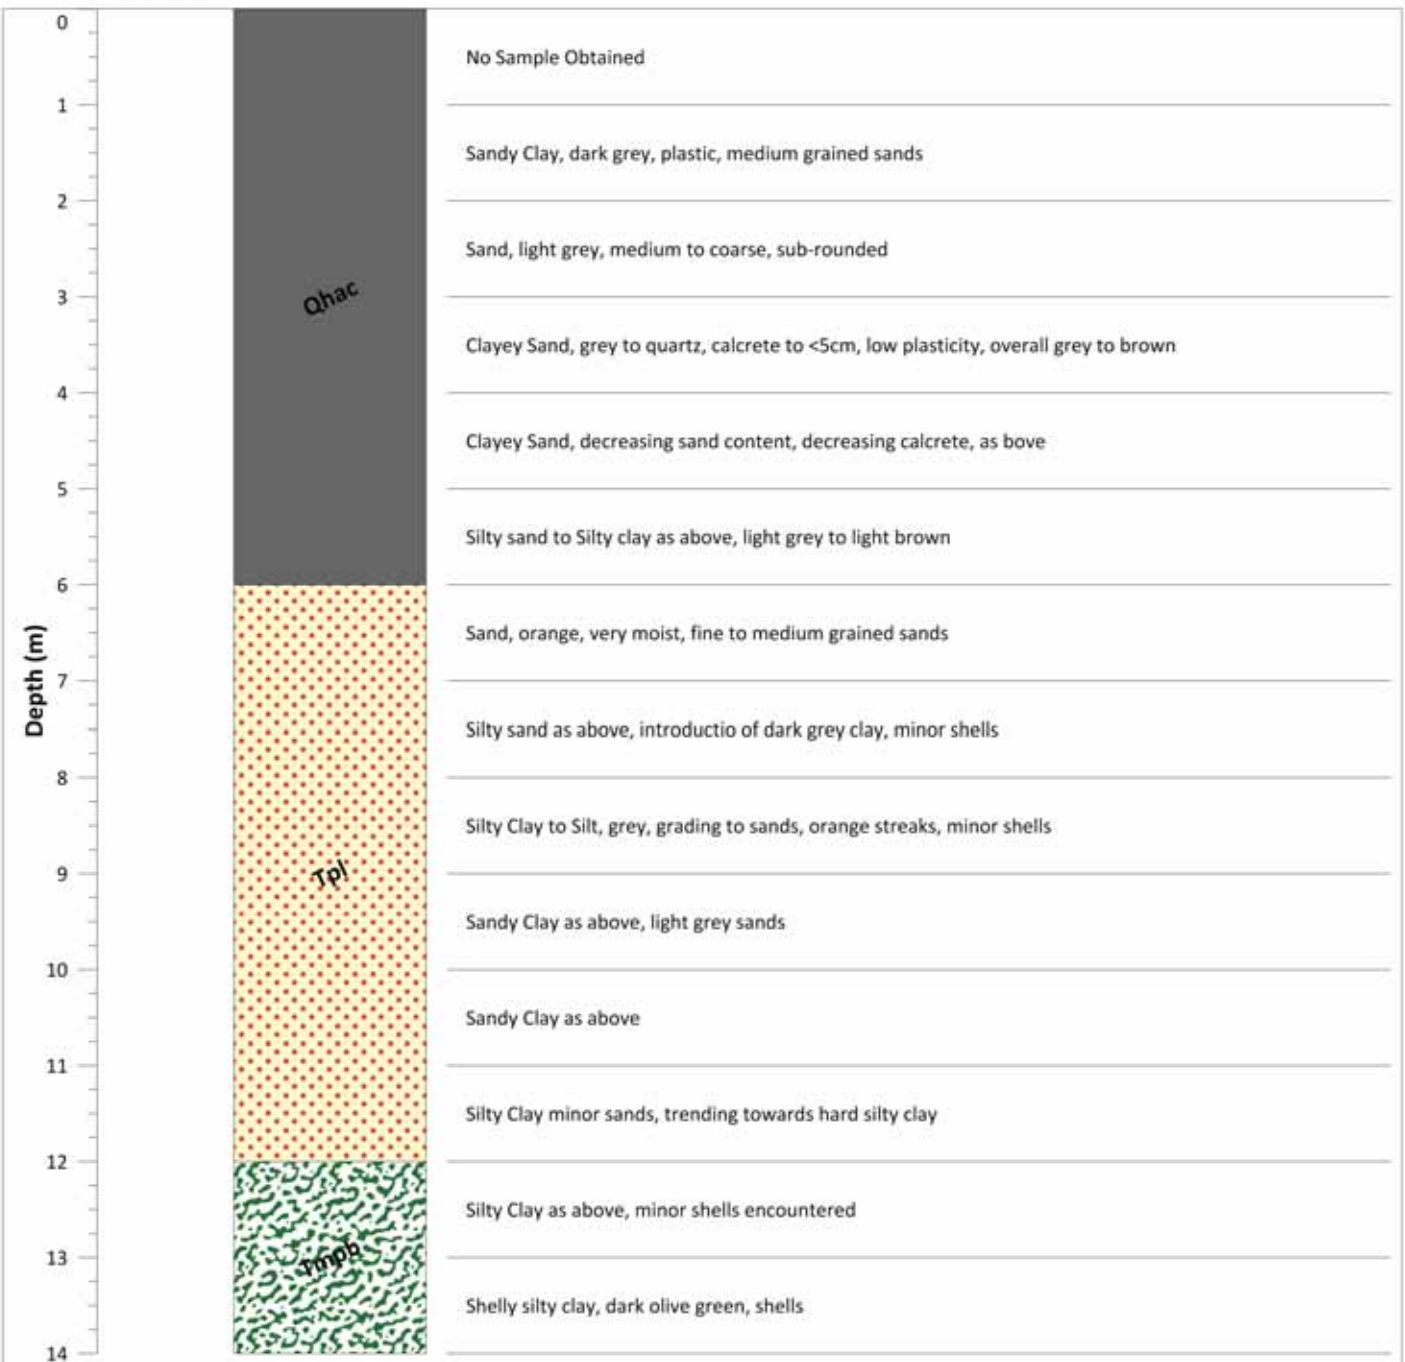 0
No Sample Obtained
1
Sandy Clay, dark grey, plastic, medium grained sands
2
Sand, light grey, medium to coarse, sub-rounded
Qhac
3
Clayey Sand, grey to quartz, calcrete to <5cm, low plasticity, overall grey to brown
4
Clayey Sand, decreasing sand content, decreasing calcrete, as bove
5
Silty sand to Silty clay as above, light grey to light brown
6
Sand, orange, very moist, fine to medium grained sands
Depth (m)
7
Silty sand as above, introductio of dark grey clay, minor shells
8
Silty Clay to Silt, grey, grading to sands, orange streaks, minor shells
9
Tpl
Sandy Clay as above, light grey sands
10
Sandy Clay as above
11
Silty Clay minor sands, trending towards hard silty clay
12
Silty Clay as above, minor shells encountered
13
Tmpb
Shelly silty clay, dark olive green, shells
14